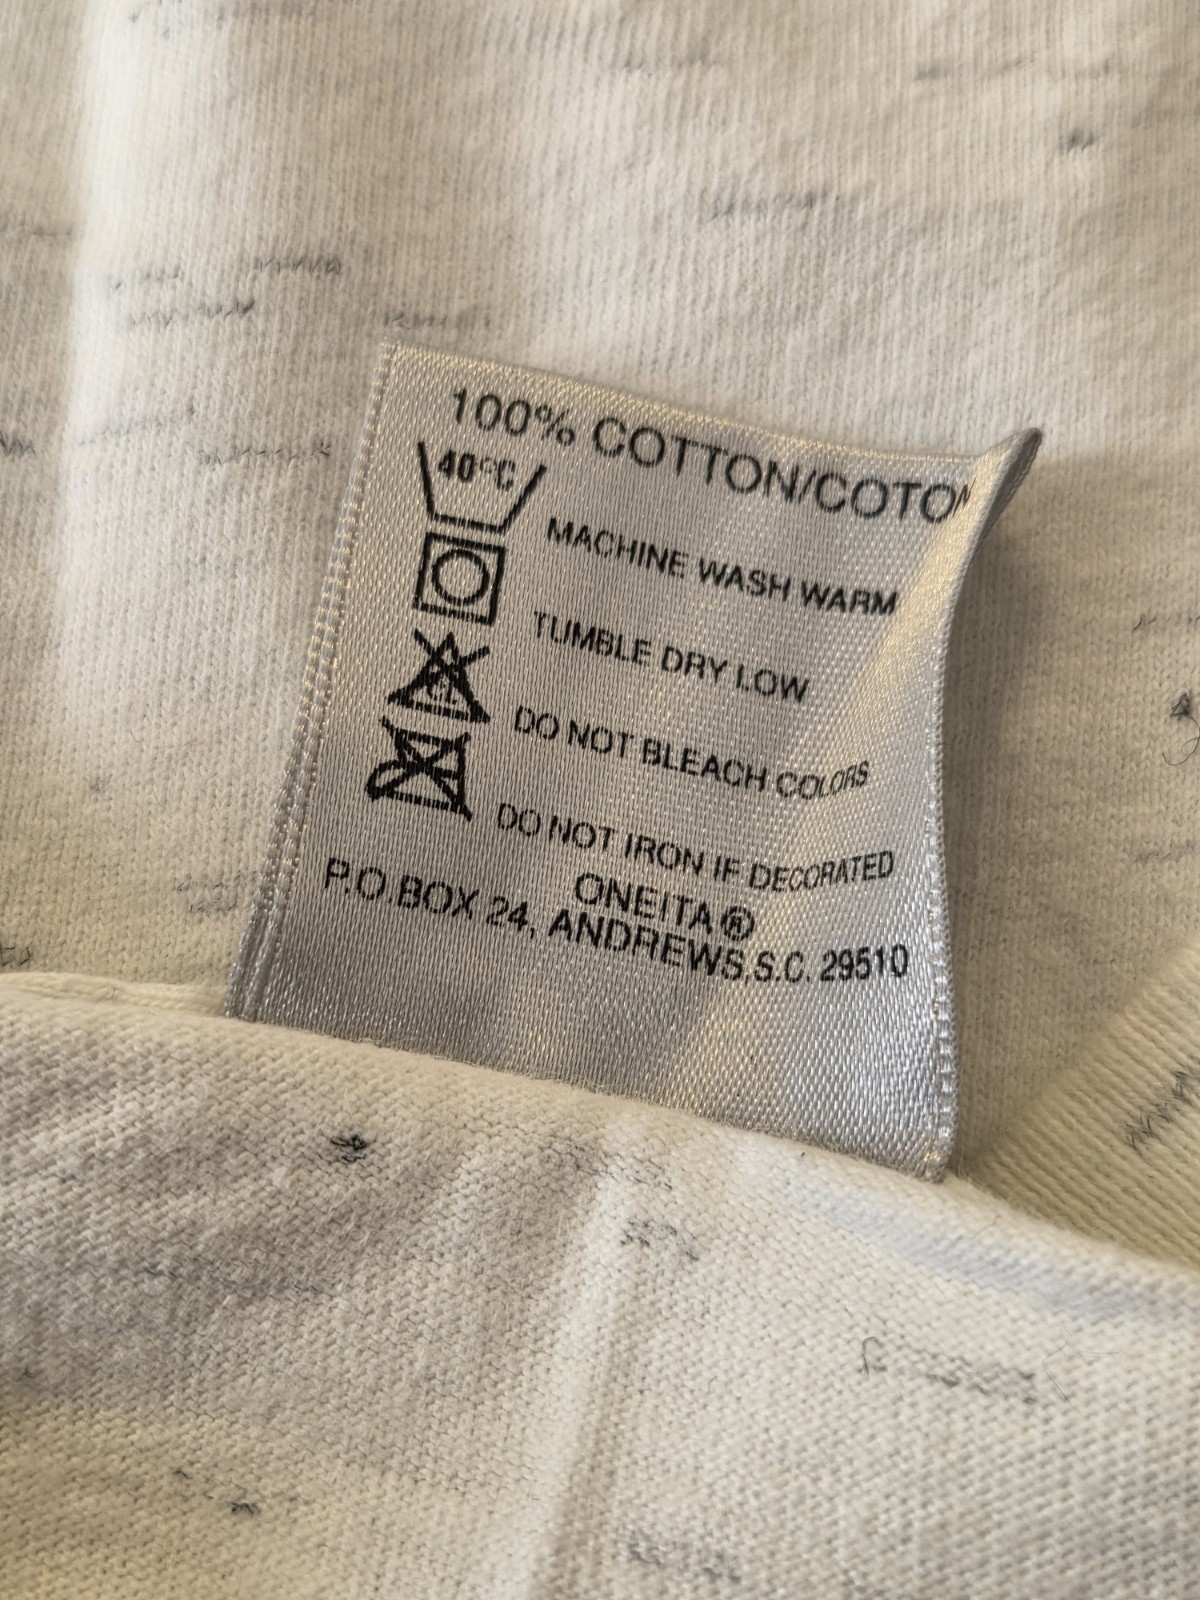 100% COTTON/COTON
40°C
MACHINE WASH WARM
TUMBLE DRY LOW
CL
DO NOT BLEACH COLORS
DO NOT IRON IF DECORATED
ONEITA®
P.O.BOX 24, ANDREWS,S.C. 29510